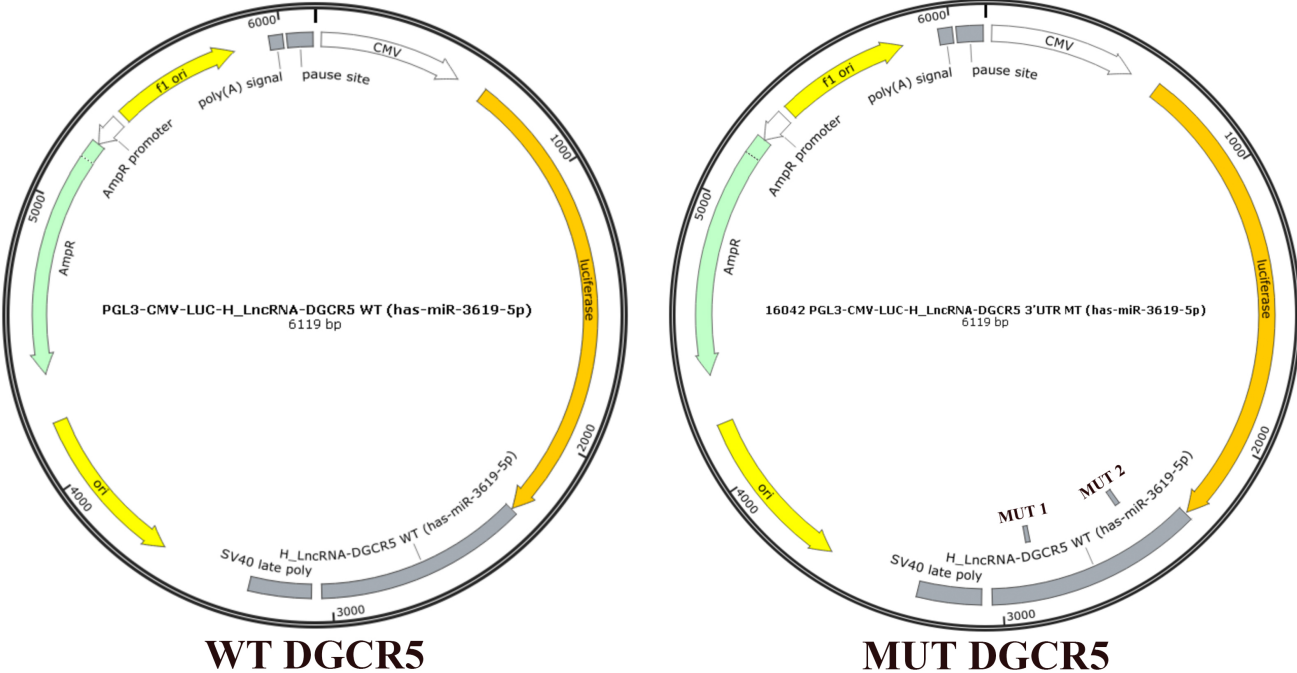 6000
CMV
poly(A) signal
pause site
f1 ori
AmpR promoter
1000
5000
AmpR
luciferase
PGL3-CMV-LUC-H_LncRNA-DGCR5 WT (has-miR-3619-5p)
6119 bp
2000
4000
ori
H_LncRNA-DGCR5 WT (has-miR-3619-5p)
SV40 late poly
3000
WT DGCR5
6000
CMV
poly(A) signal
pause site
f1 ori
AmpR promoter
1000
5000
AmpR
luciferase
16042 PGL3-CMV-LUC-H_LncRNA-DGCR5 3'UTR MT (has-miR-3619-5p)
6119 bp
2000
4000
ori
MUT 1
MUT 2
H_LncRNA-DGCR5 WT (has-miR-3619-5p)
SV40 late poly
3000
MUT DGCR5